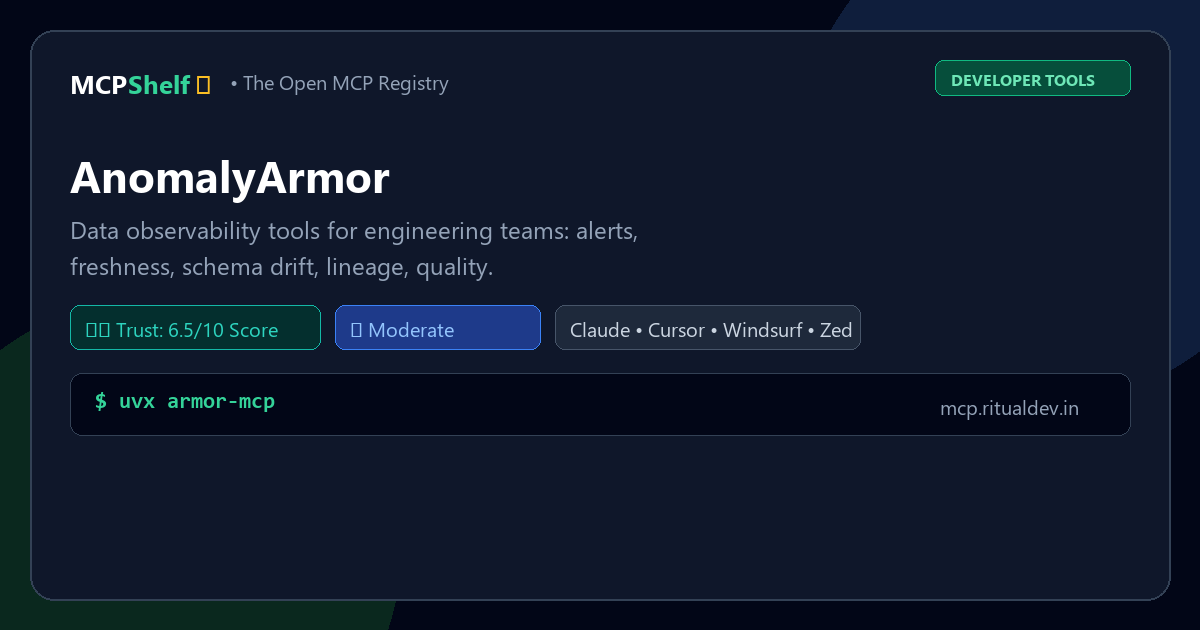 MCPShelf • The Open MCP Registry
DEVELOPER TOOLS
AnomalyArmor
Data observability tools for engineering teams: alerts,
freshness, schema drift, lineage, quality.
Trust: 6.5/10 Score
Moderate
Claude • Cursor • Windsurf • Zed
$ uvx armor-mcp
mcp.ritualdev.in